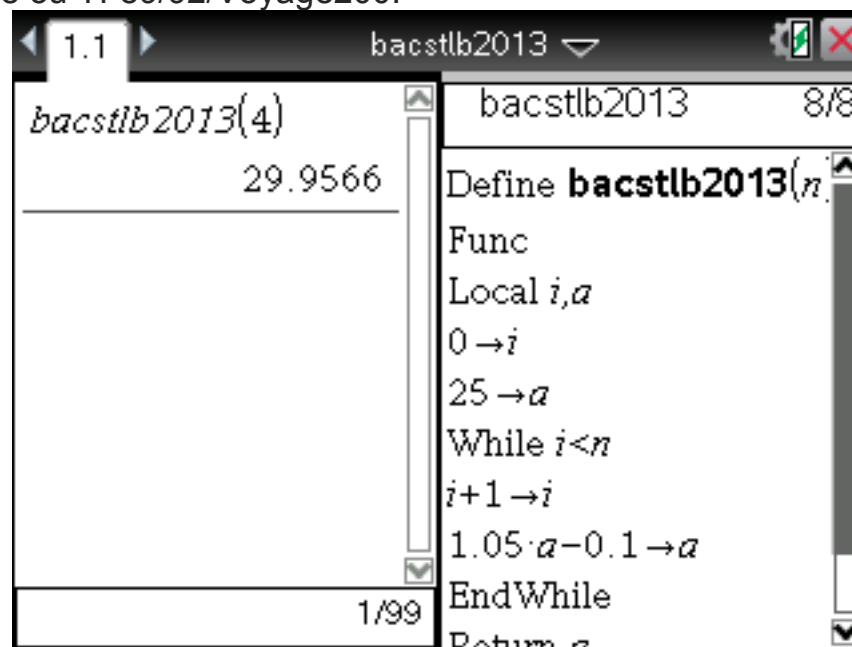 1.1 bacstlb2013
bacstlb2013(4)
29.9566
1/99
bacstlb2013 8/8
Define bacstlb2013(n)
Func
Local i,a
0→i
25→a
While i<n
i+1→i
1.05·a−0.1→a
EndWhile
Return a